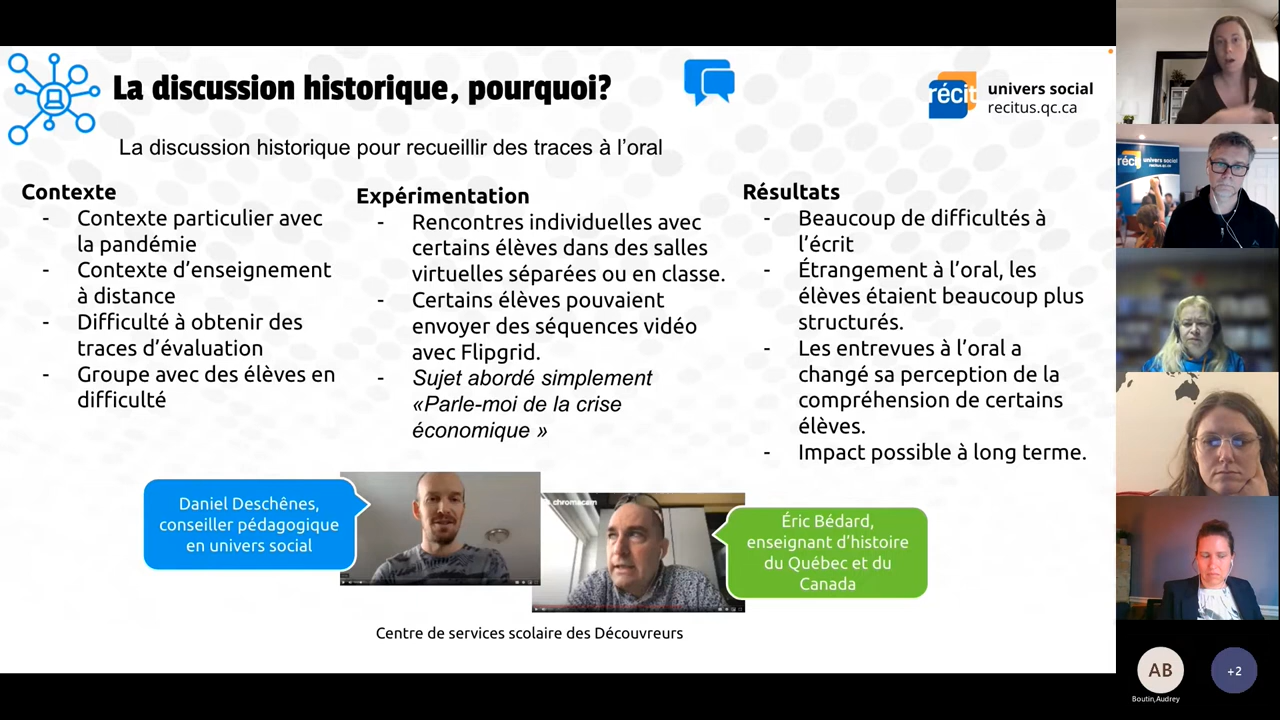 La discussion historique, pourquoi?
récit
univers social
recitus.qc.ca
La discussion historique pour recueillir des traces à l'oral
Contexte
- Contexte particulier avec
la pandémie
- Contexte d'enseignement
à distance
- Difficulté à obtenir des
traces d'évaluation
- Groupe avec des élèves en
difficulté
Expérimentation
- Rencontres individuelles avec
certains élèves dans des salles
virtuelles séparées ou en classe.
- Certains élèves pouvaient
envoyer des séquences vidéo
avec Flipgrid.
- Sujet abordé simplement
«Parle-moi de la crise
économique »
Résultats
- Beaucoup de difficultés à
l'écrit
- Étrangement à l'oral, les
élèves étaient beaucoup plus
structurés.
- Les entrevues à l'oral a
changé sa perception de la
compréhension de certains
élèves.
- Impact possible à long terme.
Daniel Deschênes,
conseiller pédagogique
en univers social
chromacam
Éric Bédard,
enseignant d'histoire
du Québec et du
Canada
Centre de services scolaire des Découvreurs
récit
univers social
recitus.qc.ca
AB
Boutin,Audrey
+2